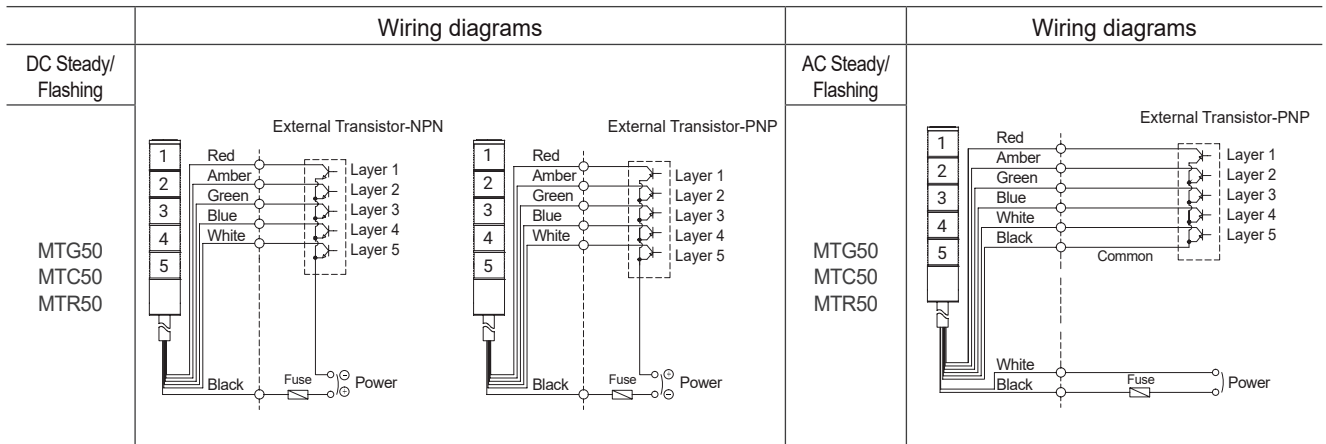 Wiring diagrams
Wiring diagrams
DC Steady/
Flashing
AC Steady/
Flashing
MTG50
MTC50
MTR50
External Transistor-NPN
1
2
3
4
5
Red
Amber
Green
Blue
White
Layer 1
Layer 2
Layer 3
Layer 4
Layer 5
Black
Fuse
⊖
⊕
Power
External Transistor-PNP
1
2
3
4
5
Red
Amber
Green
Blue
White
Layer 1
Layer 2
Layer 3
Layer 4
Layer 5
Black
Fuse
⊕
⊖
Power
MTG50
MTC50
MTR50
External Transistor-PNP
1
2
3
4
5
Red
Amber
Green
Blue
White
Black
Common
Layer 1
Layer 2
Layer 3
Layer 4
Layer 5
White
Black
Fuse
Power